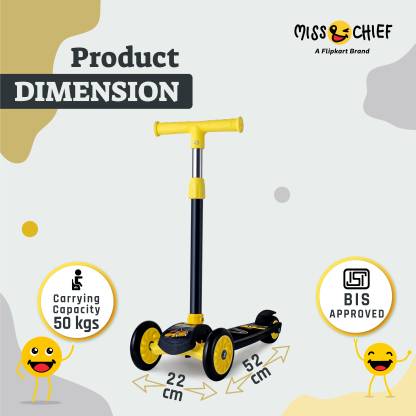 MISS CHIEF
A Flipkart Brand
Product
DIMENSION
Carrying
Capacity
50 kgs
BIS
APPROVED
22
cm
52
cm